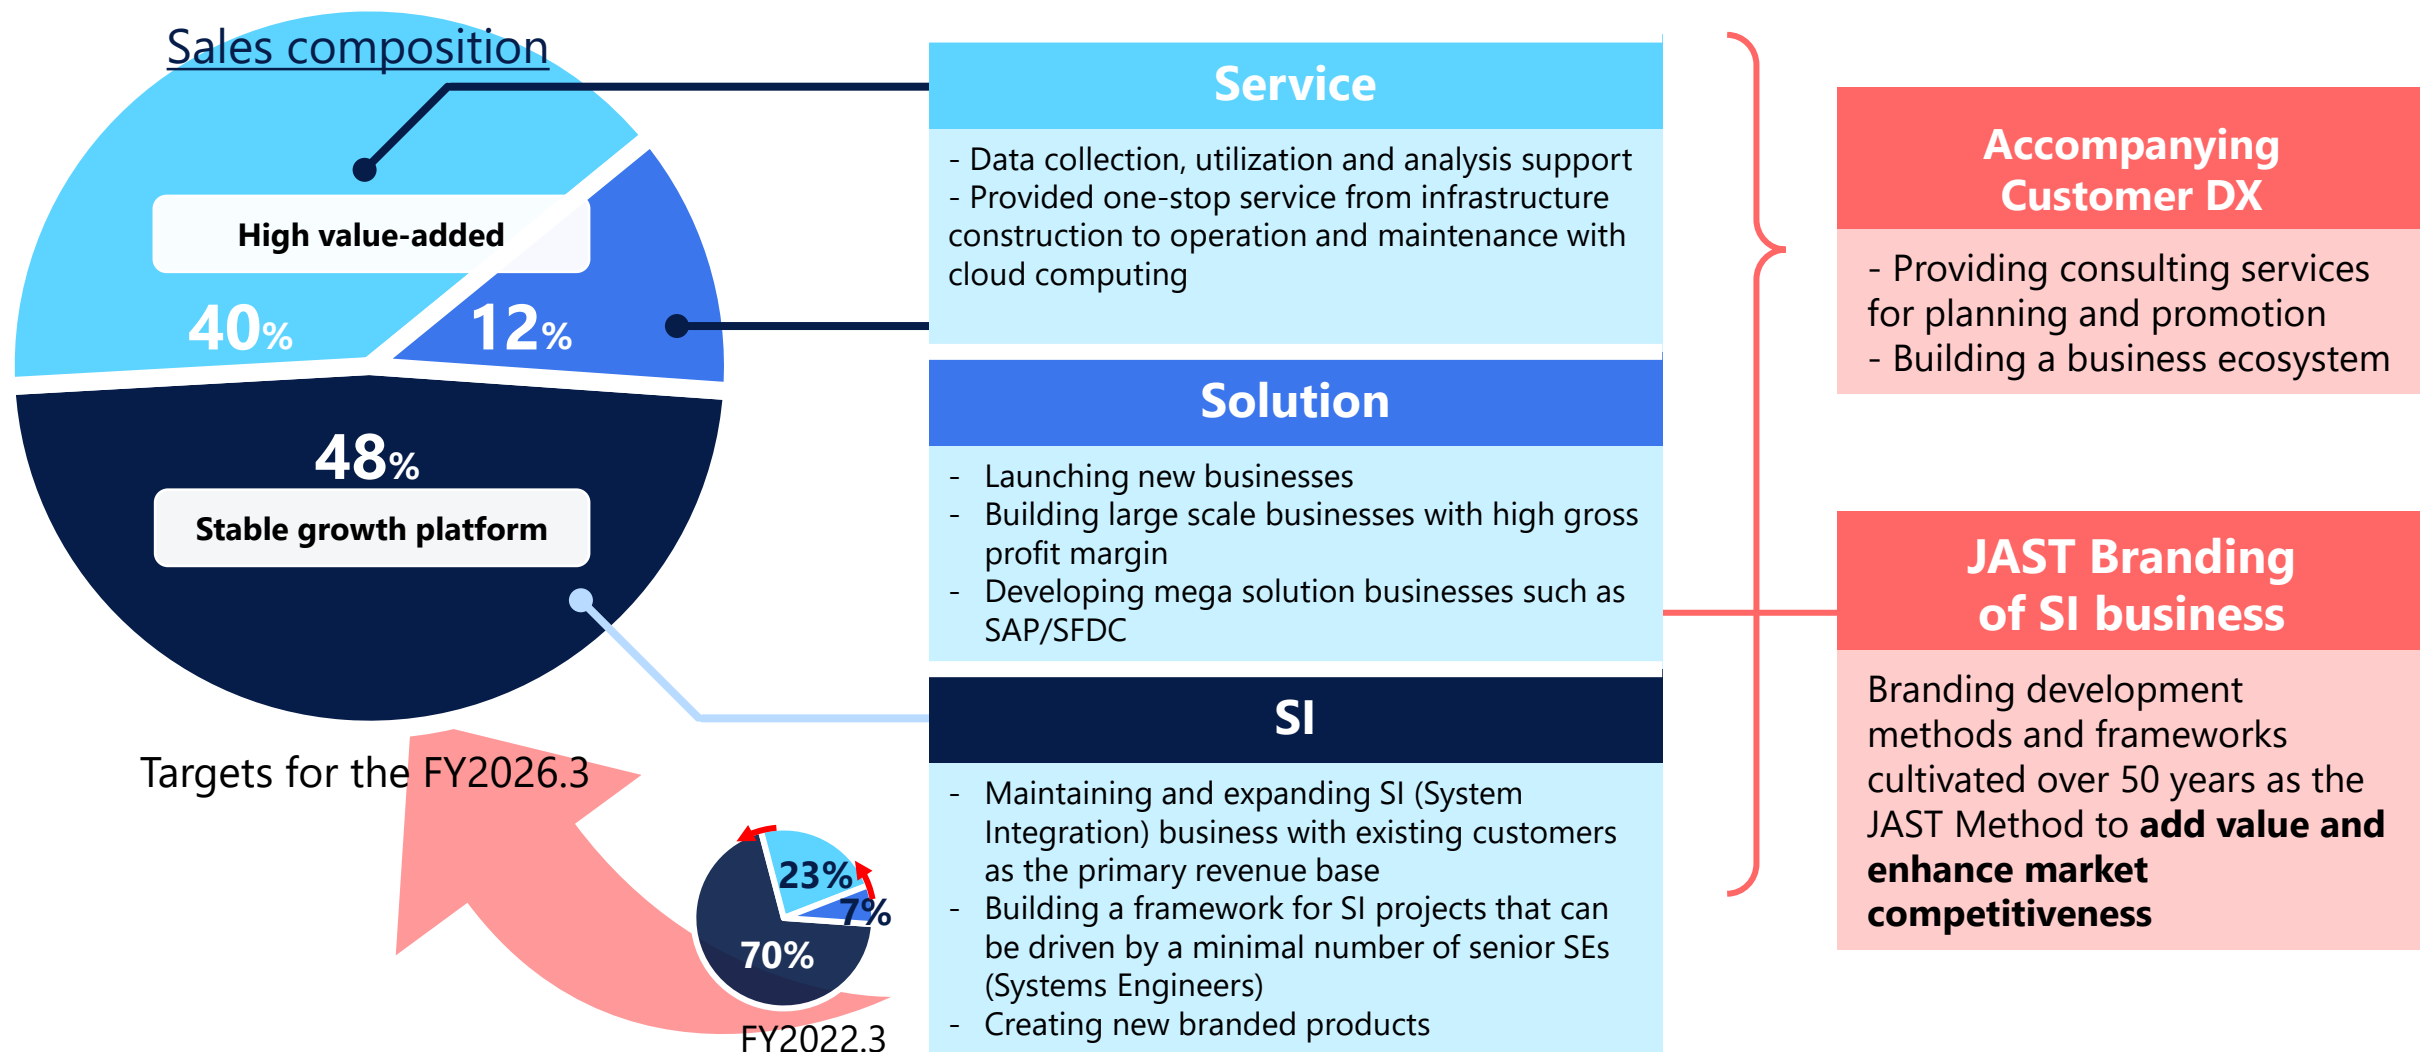 Sales composition
High value-added
40%
12%
48%
Stable growth platform
Targets for the FY2026.3
23%
7%
70%
FY2022.3
Service
- Data collection, utilization and analysis support
- Provided one-stop service from infrastructure
construction to operation and maintenance with
cloud computing
Solution
- Launching new businesses
- Building large scale businesses with high gross
profit margin
- Developing mega solution businesses such as
SAP/SFDC
SI
- Maintaining and expanding SI (System
Integration) business with existing customers
as the primary revenue base
- Building a framework for SI projects that can
be driven by a minimal number of senior SEs
(Systems Engineers)
- Creating new branded products
Accompanying
Customer DX
- Providing consulting services
for planning and promotion
- Building a business ecosystem
JAST Branding
of SI business
Branding development
methods and frameworks
cultivated over 50 years as the
JAST Method to add value and
enhance market
competitiveness